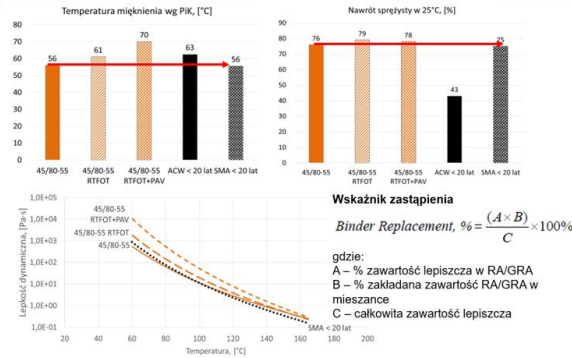 Temperatura mięknienia wg PiK, [°C]
80
70
60
50
40
30
20
10
0
56
61
70
63
56
45/80-55
45/80-55 RTFOT
45/80-55 RTFOT+PAV
ACW < 20 lat
SMA < 20 lat
Nawrót sprężysty w 25°C, [%]
90
80
70
60
50
40
30
20
10
0
76
79
78
43
75
45/80-55
45/80-55 RTFOT
45/80-55 RTFOT+PAV
ACW < 20 lat
SMA < 20 lat
Lepkość dynamiczna, [Pa·s]
1,0E+05
1,0E+04
1,0E+03
1,0E+02
1,0E+01
1,0E+00
1,0E-01
45/80-55
RTFOT+PAV
45/80-55 RTFOT
45/80-55
SMA < 20 lat
20 40 60 80 100 120 140 160 180 200
Temperatura, [°C]
Wskaźnik zastąpienia
Binder Replacement, % = (A×B) / C ×100%
gdzie:
A – % zawartość lepiszcza w RA/GRA
B – % zakładana zawartość RA/GRA w
mieszance
C – całkowita zawartość lepiszcza